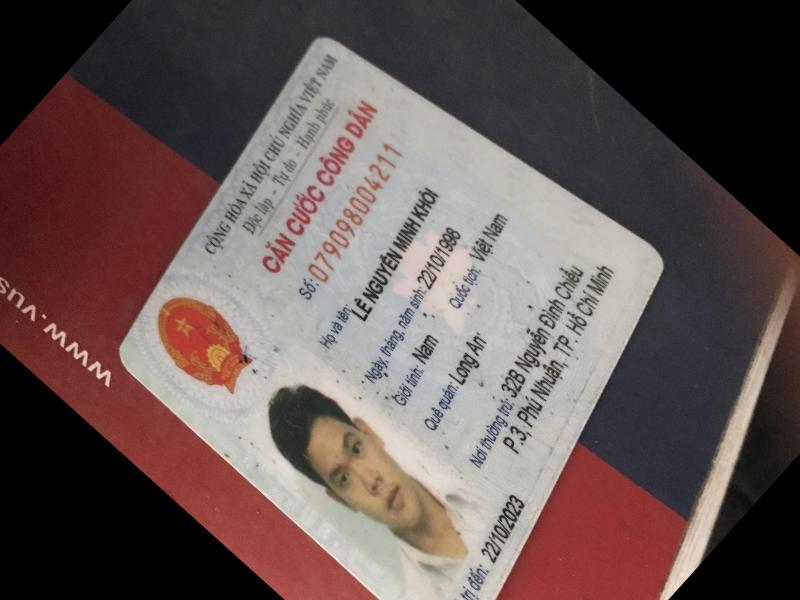 CỘNG HÒA XÃ HỘI CHỦ NGHĨA VIỆT NAM
Độc lập - Tự do - Hạnh phúc
CĂN CƯỚC CÔNG DÂN
Số: 079098004211
Họ và tên:
LÊ NGUYỄN MINH KHÔI
Ngày, tháng, năm sinh: 22/10/1998
Giới tính: Nam Quốc tịch: Việt Nam
Quê quán: Long An
Nơi thường trú: 32B Nguyễn Đình Chiểu
P.3, Phú Nhuận, TP. Hồ Chí Minh
trị đến: 22/10/2023
www.vus